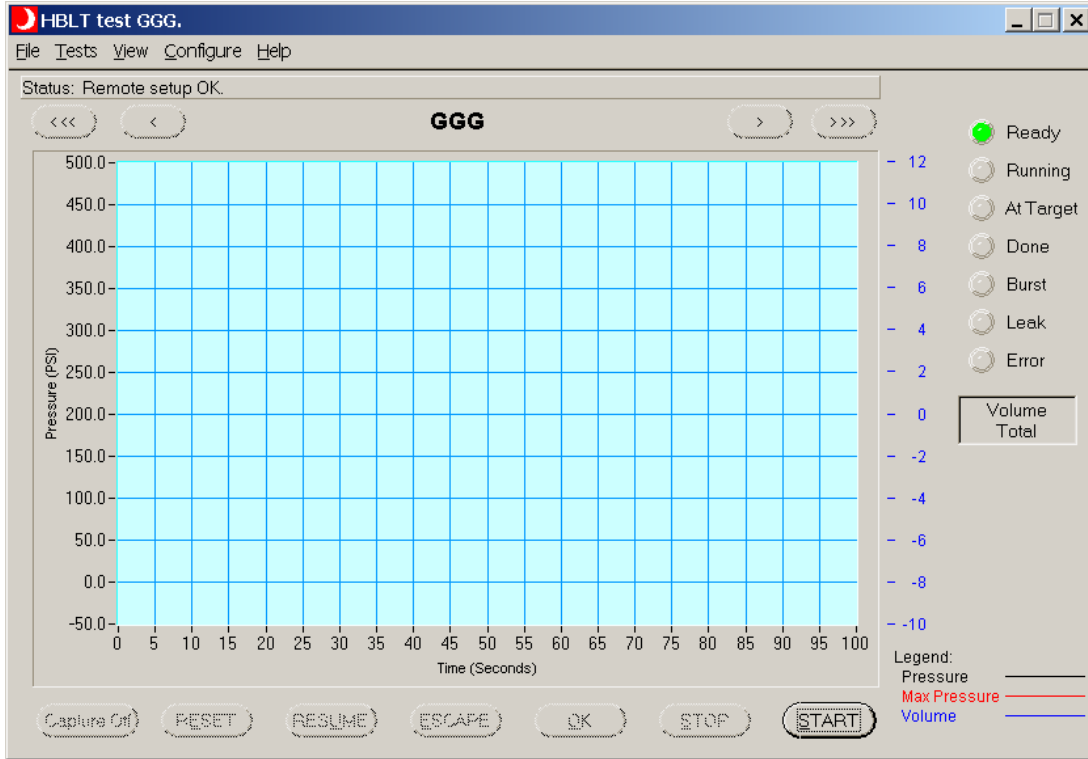 HBLT test GGG.
File Tests View Configure Help
Status: Remote setup OK.
<<< < GGG > >>>
Ready
Running
At Target
Done
Burst
Leak
Error
Volume
Total
Pressure (PSI)
500.0
450.0
400.0
350.0
300.0
250.0
200.0
150.0
100.0
50.0
0.0
-50.0
12
10
8
6
4
2
0
-2
-4
-6
-8
-10
0 5 10 15 20 25 30 35 40 45 50 55 60 65 70 75 80 85 90 95 100
Time (Seconds)
Legend:
Pressure
Max Pressure
Volume
Capture Off RESET RESUME ESCAPE OK STOP START